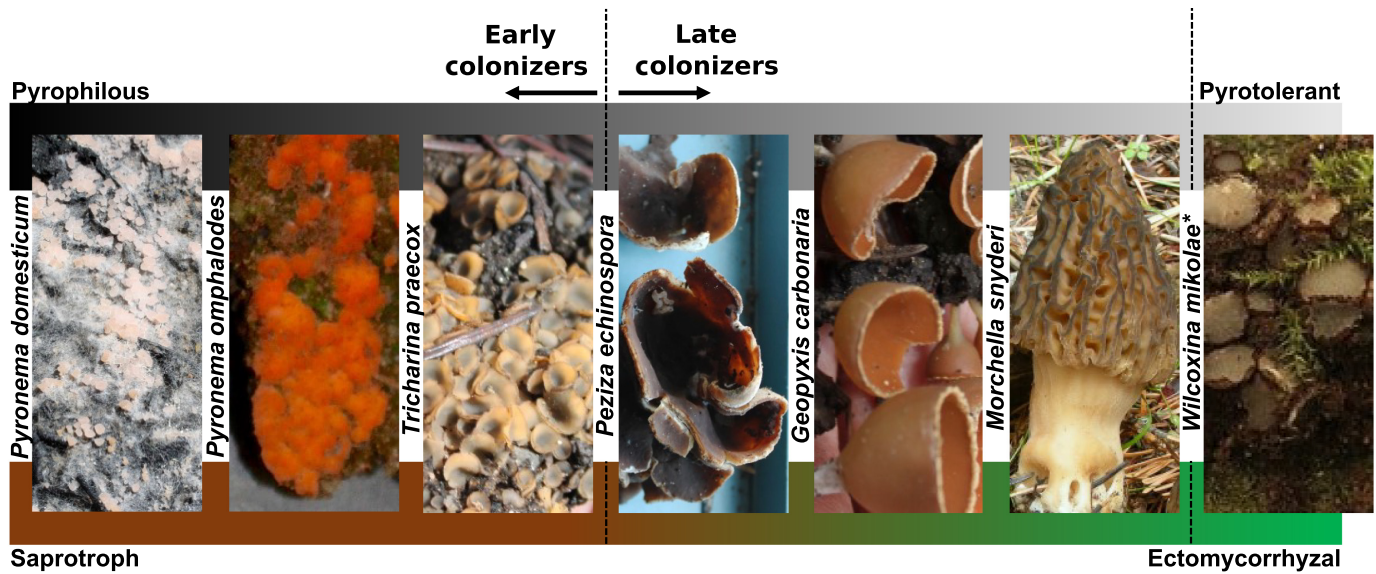 Early
colonizers
Late
colonizers
Pyrophilous
Pyrotolerant
Pyronema domesticum
Pyronema omphalodes
Tricharina praecox
Peziza echinospora
Geopyxis carbonaria
Morchella snyderi
Wilcoxina mikolae*
Saprotroph
Ectomycorrhyzal